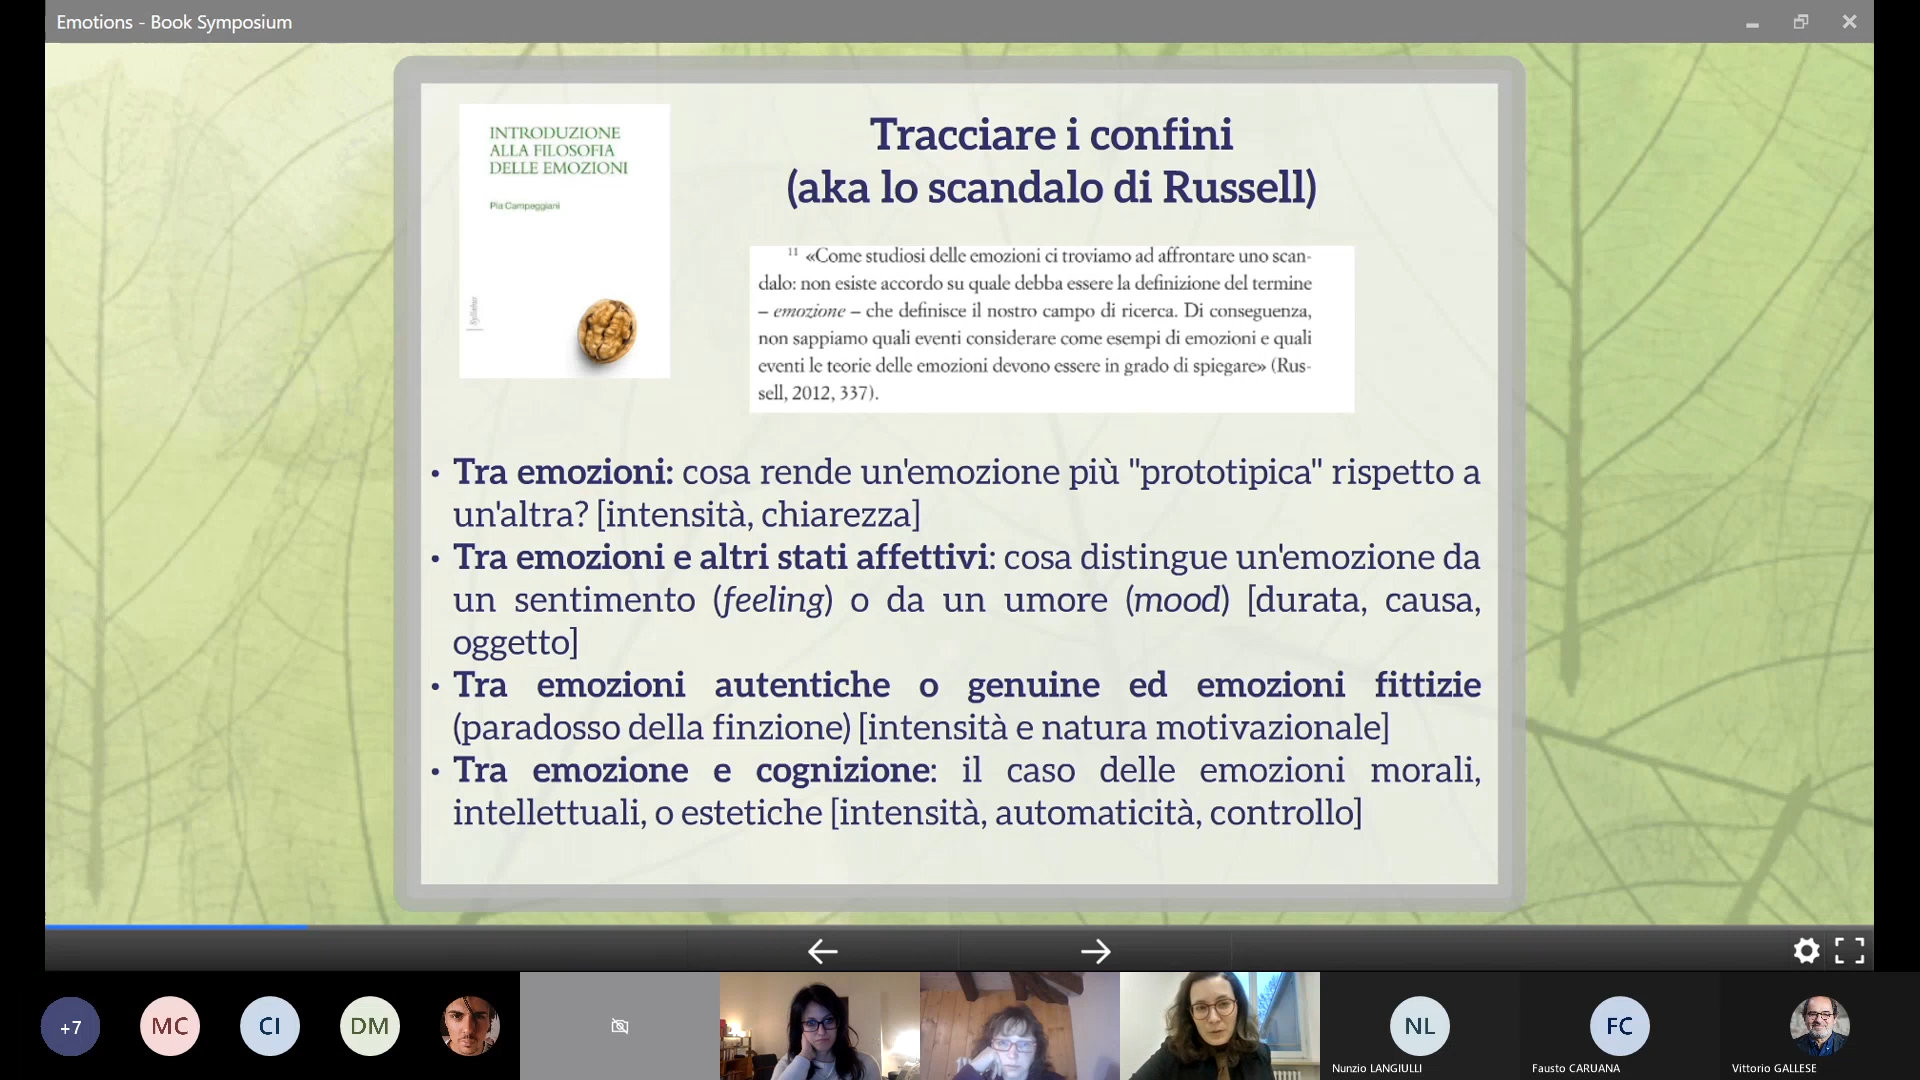 Emotions - Book Symposium
INTRODUZIONE
ALLA FILOSOFIA
DELLE EMOZIONI
Pia Campeggiani
Syllabus
Tracciare i confini
(aka lo scandalo di Russell)
11 «Come studiosi delle emozioni ci troviamo ad affrontare uno scan-
dalo: non esiste accordo su quale debba essere la definizione del termine
– emozione – che definisce il nostro campo di ricerca. Di conseguenza,
non sappiamo quali eventi considerare come esempi di emozioni e quali
eventi le teorie delle emozioni devono essere in grado di spiegare» (Rus-
sell, 2012, 337).
• Tra emozioni: cosa rende un'emozione più "prototipica" rispetto a
un'altra? [intensità, chiarezza]
• Tra emozioni e altri stati affettivi: cosa distingue un'emozione da
un sentimento (feeling) o da un umore (mood) [durata, causa,
oggetto]
• Tra emozioni autentiche o genuine ed emozioni fittizie
(paradosso della finzione) [intensità e natura motivazionale]
• Tra emozione e cognizione: il caso delle emozioni morali,
intellettuali, o estetiche [intensità, automaticità, controllo]
+7
MC
CI
DM
NL
FC
Nunzio LANGIULLI
Fausto CARUANA
Vittorio GALLESE